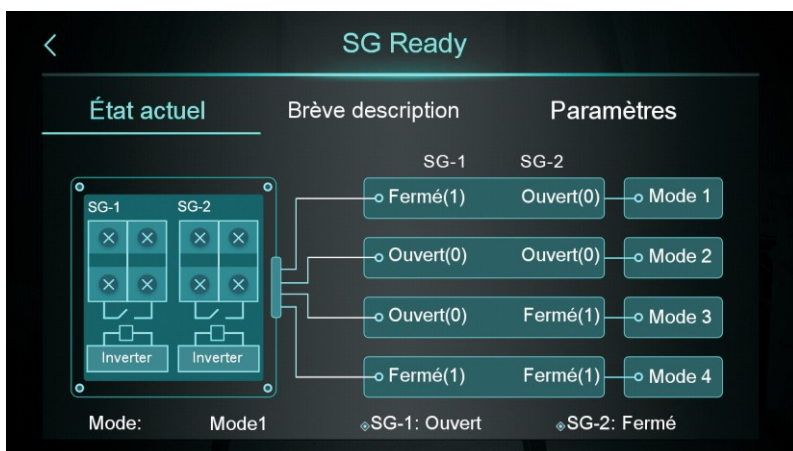 SG Ready
État actuel Brève description Paramètres
SG-1 SG-2
SG-1 SG-2 Fermé(1) Ouvert(0) Mode 1
Ouvert(0) Ouvert(0) Mode 2
Ouvert(0) Fermé(1) Mode 3
Inverter Inverter
Fermé(1) Fermé(1) Mode 4
Mode: Mode1 SG-1: Ouvert SG-2: Fermé